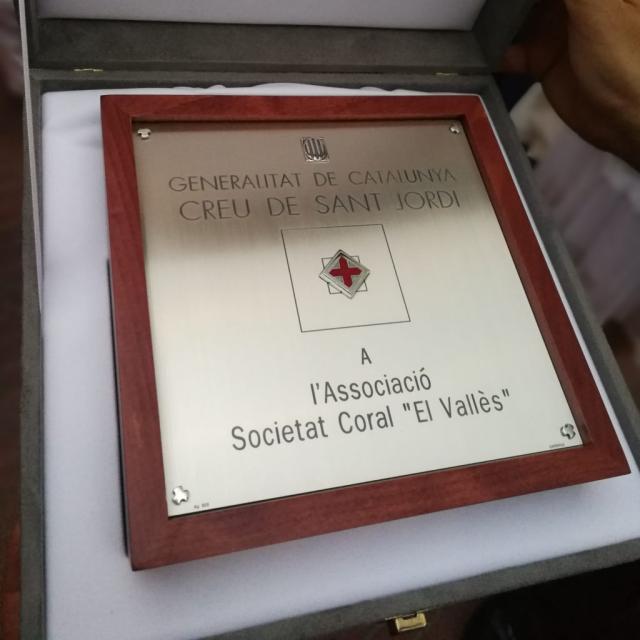 GENERALITAT DE CATALUNYA
CREU DE SANT JORDI
A
l'Associació
Societat Coral "El Vallès"